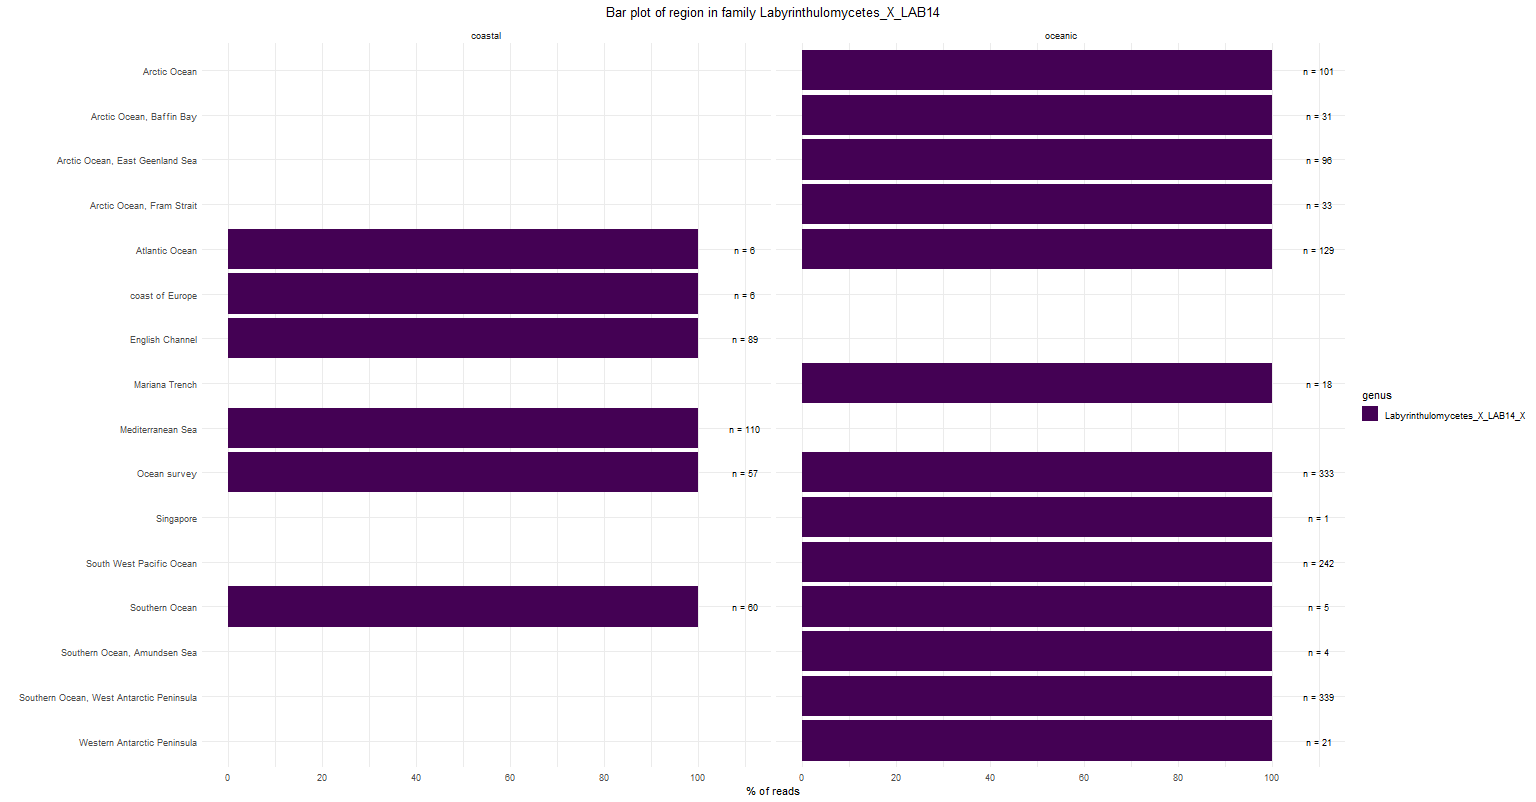 Bar plot of region in family Labyrinthulomycetes_X_LAB14
coastal
oceanic
Arctic Ocean
n = 101
Arctic Ocean, Baffin Bay
n = 31
Arctic Ocean, East Geenland Sea
n = 96
Arctic Ocean, Fram Strait
n = 33
Atlantic Ocean
n = 6
n = 129
coast of Europe
n = 6
English Channel
n = 89
Mariana Trench
n = 18
Mediterranean Sea
n = 110
Ocean survey
n = 57
n = 333
Singapore
n = 1
South West Pacific Ocean
n = 242
Southern Ocean
n = 60
n = 5
Southern Ocean, Amundsen Sea
n = 4
Southern Ocean, West Antarctic Peninsula
n = 339
Western Antarctic Peninsula
n = 21
0 20 40 60 80 100
0 20 40 60 80 100
% of reads
genus
Labyrinthulomycetes_X_LAB14_X